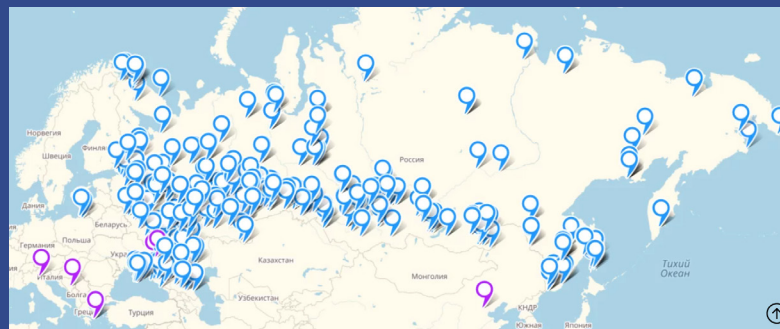 Норвегия
Швеция
Финля
Россия
Дания
Беларусь
Германия
Польша
Укра
Казахстан
Монголия
Италия
Болга
Узбекистан
Греци
Турция
КНДР
Южная
Япония
Тихий
Океан